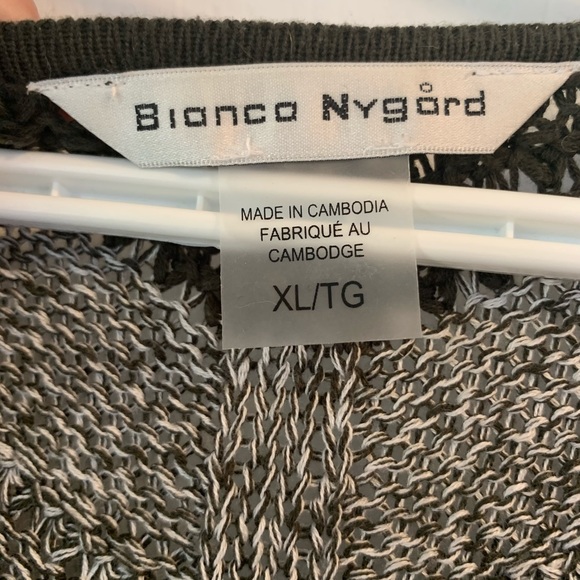 Bianca Nygård
MADE IN CAMBODIA
FABRIQUÉ AU
CAMBODGE
XL/TG